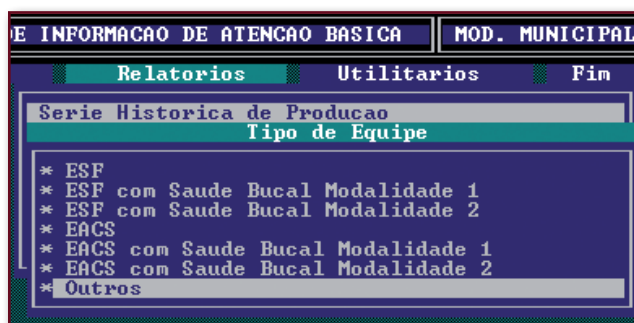 DE INFORMACAO DE ATENCAO BASICA MOD. MUNICIPAL
Relatorios Utilitarios Fim
Serie Historica de Producao
Tipo de Equipe
* ESF
* ESF com Saude Bucal Modalidade 1
* ESF com Saude Bucal Modalidade 2
* EACS
* EACS com Saude Bucal Modalidade 1
* EACS com Saude Bucal Modalidade 2
* Outros